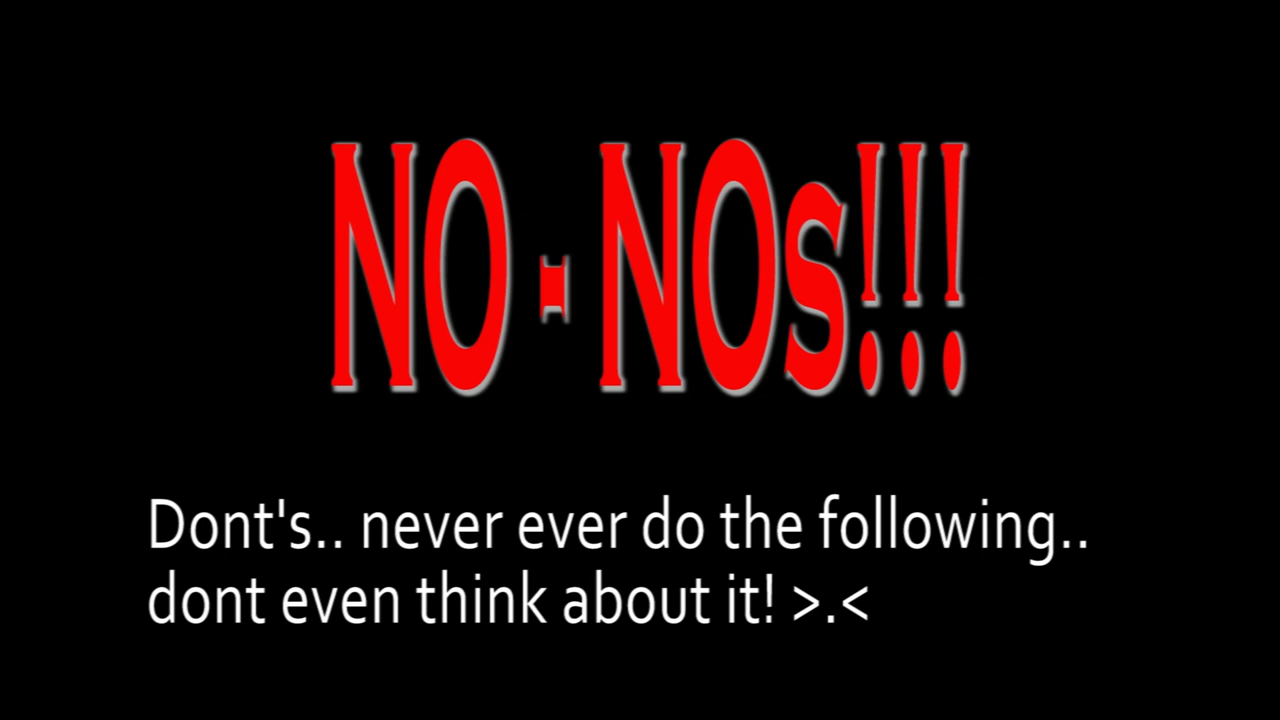 NO - NOs!!!
Dont's.. never ever do the following..
dont even think about it! >.<